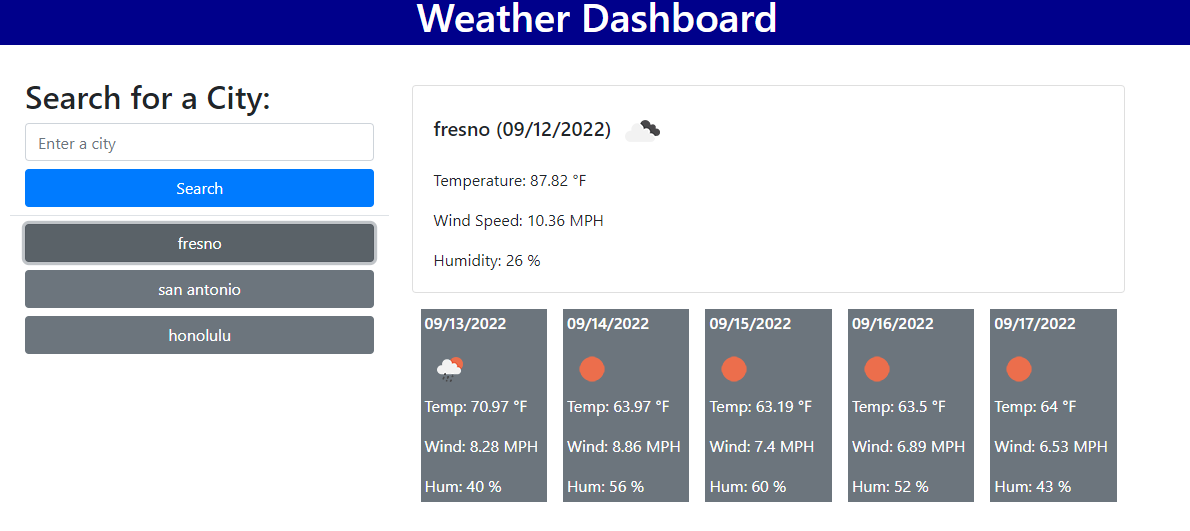 Weather Dashboard
Search for a City:
Enter a city
Search
fresno
san antonio
honolulu
fresno (09/12/2022)
Temperature: 87.82 °F
Wind Speed: 10.36 MPH
Humidity: 26 %
09/13/2022
Temp: 70.97 °F
Wind: 8.28 MPH
Hum: 40 %
09/14/2022
Temp: 63.97 °F
Wind: 8.86 MPH
Hum: 56 %
09/15/2022
Temp: 63.19 °F
Wind: 7.4 MPH
Hum: 60 %
09/16/2022
Temp: 63.5 °F
Wind: 6.89 MPH
Hum: 52 %
09/17/2022
Temp: 64 °F
Wind: 6.53 MPH
Hum: 43 %